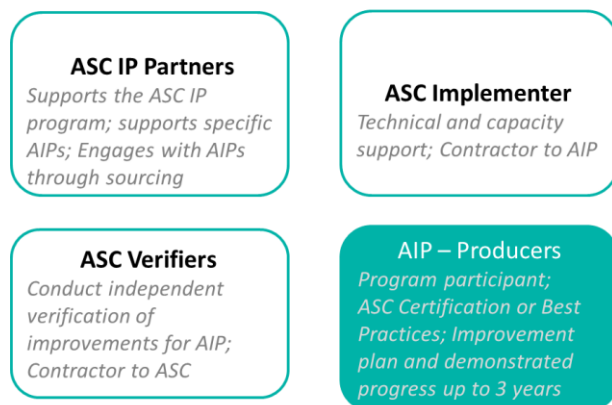 ASC IP Partners
Supports the ASC IP
program; supports specific
AIPs; Engages with AIPs
through sourcing
ASC Implementer
Technical and capacity
support; Contractor to AIP
ASC Verifiers
Conduct independent
verification of
improvements for AIP;
Contractor to ASC
AIP – Producers
Program participant;
ASC Certification or Best
Practices; Improvement
plan and demonstrated
progress up to 3 years